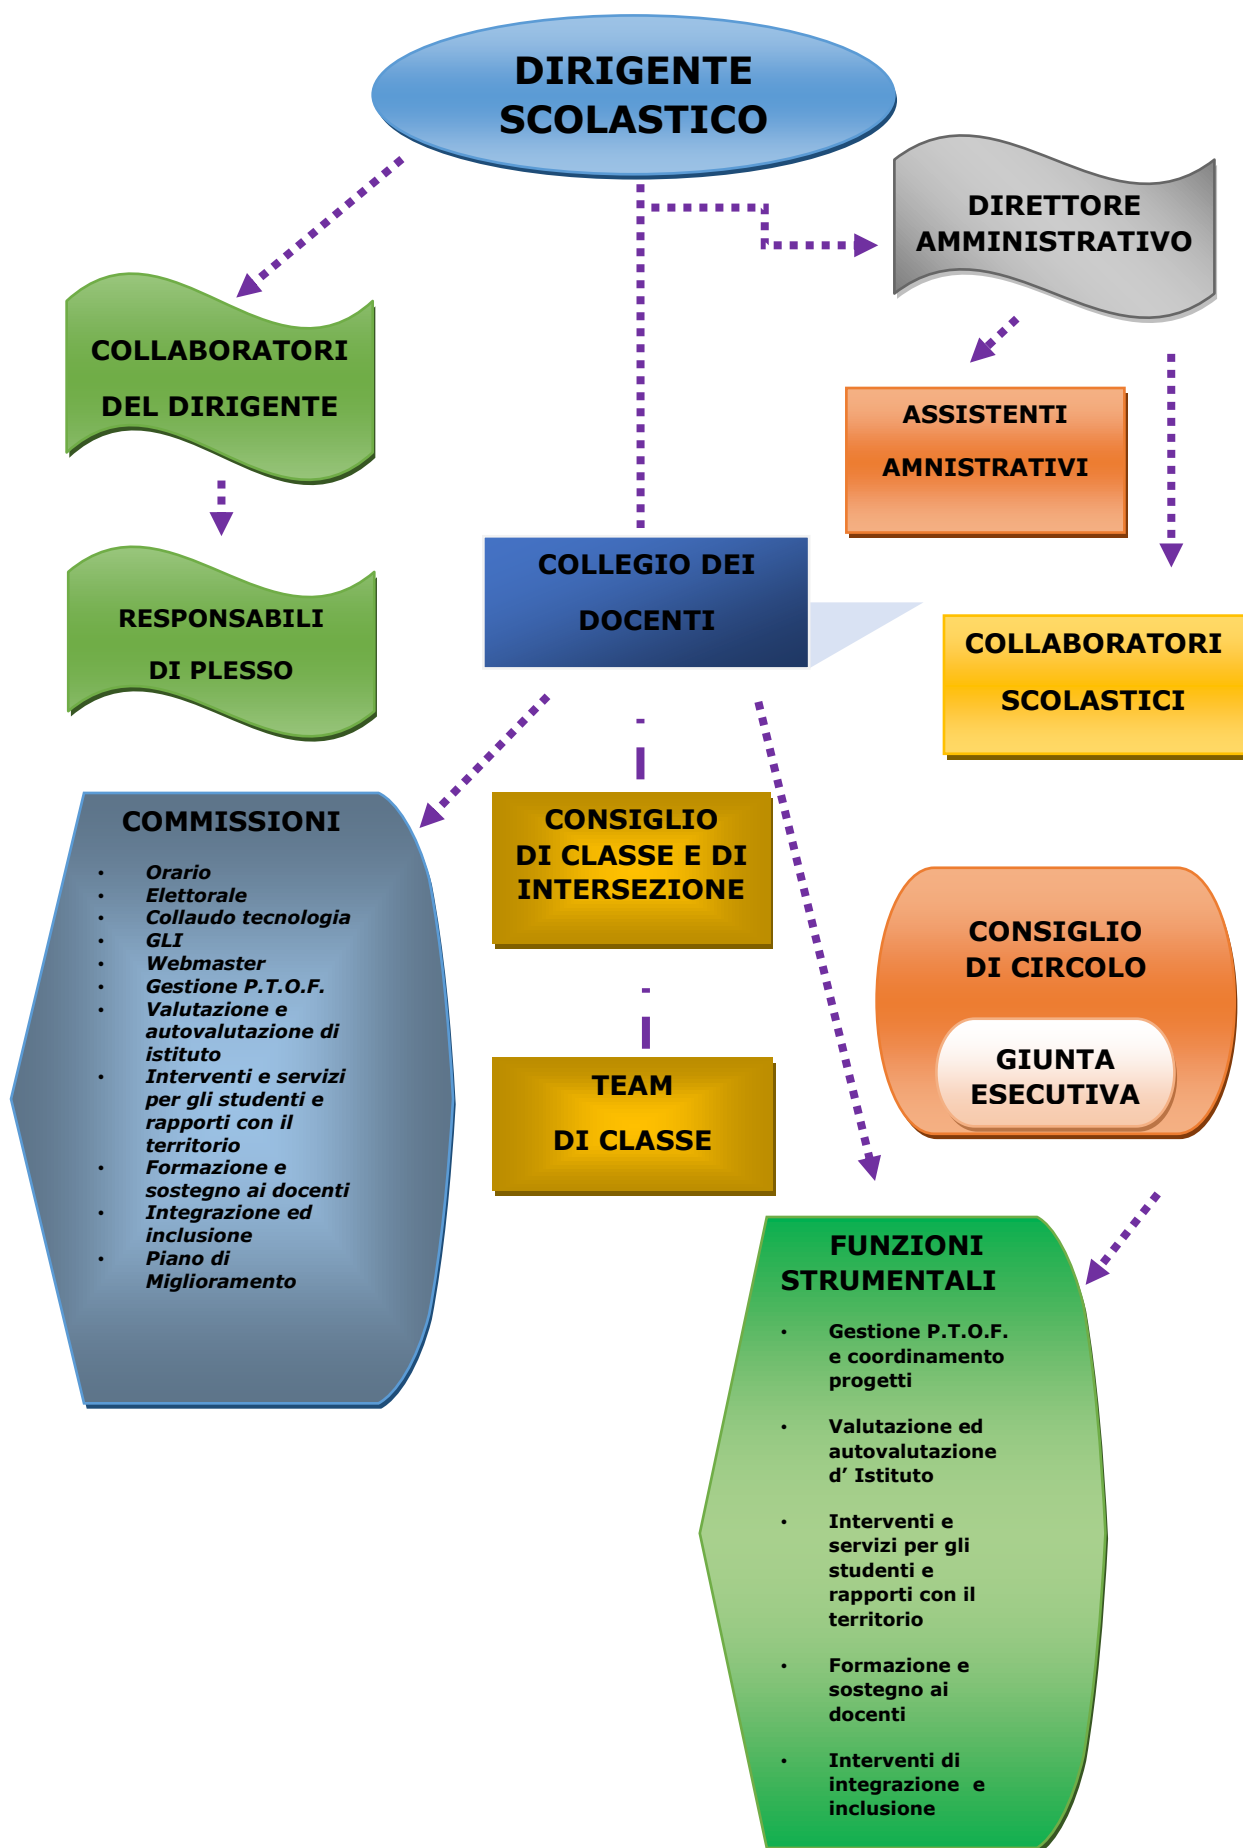 DIRIGENTE
SCOLASTICO
DIRETTORE
AMMINISTRATIVO
COLLABORATORI
DEL DIRIGENTE
ASSISTENTI
AMNISTRATIVI
COLLEGIO DEI
DOCENTI
RESPONSABILI
DI PLESSO
COLLABORATORI
SCOLASTICI
COMMISSIONI
• Orario
• Elettorale
• Collaudo tecnologia
• GLI
• Webmaster
• Gestione P.T.O.F.
• Valutazione e
autovalutazione di
istituto
• Interventi e servizi
per gli studenti e
rapporti con il
territorio
• Formazione e
sostegno ai docenti
• Integrazione ed
inclusione
• Piano di
Miglioramento
CONSIGLIO
DI CLASSE E DI
INTERSEZIONE
TEAM
DI CLASSE
CONSIGLIO
DI CIRCOLO
GIUNTA
ESECUTIVA
FUNZIONI
STRUMENTALI
• Gestione P.T.O.F.
e coordinamento
progetti
• Valutazione ed
autovalutazione
d’ Istituto
• Interventi e
servizi per gli
studenti e
rapporti con il
territorio
• Formazione e
sostegno ai
docenti
• Interventi di
integrazione e
inclusione